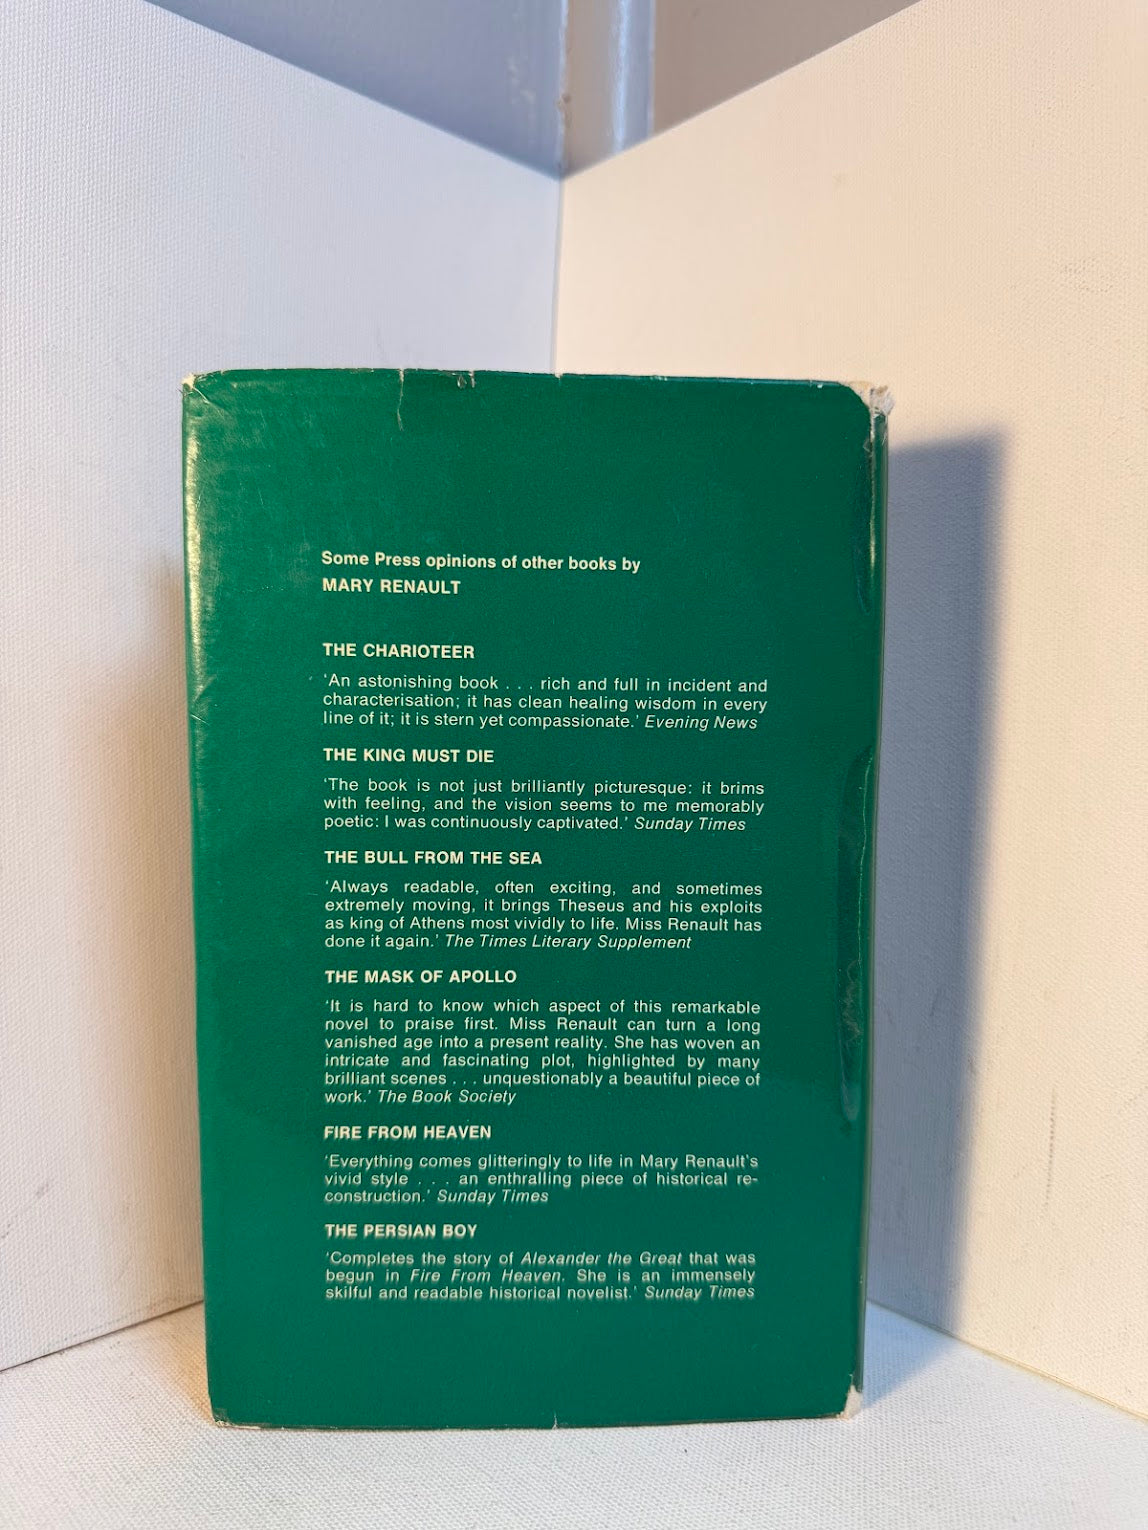 Some Press opinions of other books by
MARY RENAULT
THE CHARIOTEER
'An astonishing book . . . rich and full in incident and
characterisation; it has clean healing wisdom in every
line of it; it is stern yet compassionate.' Evening News
THE KING MUST DIE
'The book is not just brilliantly picturesque: it brims
with feeling, and the vision seems to me memorably
poetic: I was continuously captivated.' Sunday Times
THE BULL FROM THE SEA
'Always readable, often exciting, and sometimes
extremely moving, it brings Theseus and his exploits
as king of Athens most vividly to life. Miss Renault has
done it again.' The Times Literary Supplement
THE MASK OF APOLLO
'It is hard to know which aspect of this remarkable
novel to praise first. Miss Renault can turn a long
vanished age into a present reality. She has woven an
intricate and fascinating plot, highlighted by many
brilliant scenes . . . unquestionably a beautiful piece of
work.' The Book Society
FIRE FROM HEAVEN
'Everything comes glitteringly to life in Mary Renault's
vivid style . . . an enthralling piece of historical re-
construction.' Sunday Times
THE PERSIAN BOY
'Completes the story of Alexander the Great that was
begun in Fire From Heaven. She is an immensely
skilful and readable historical novelist.' Sunday Times